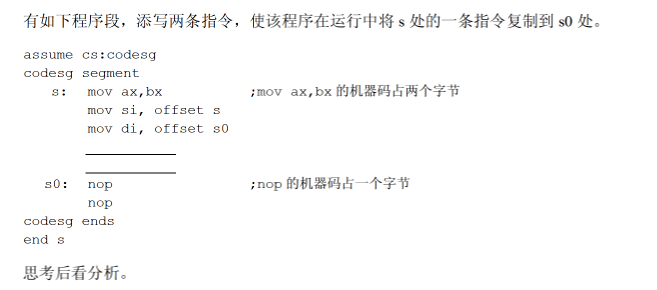 有如下程序段，添写两条指令，使该程序在运行中将 s 处的一条指令复制到 s0 处。
assume cs:codesg
codesg segment
s: mov ax,bx ;mov ax,bx 的机器码占两个字节
mov si, offset s
mov di, offset s0
s0: nop ;nop 的机器码占一个字节
nop
codesg ends
end s
思考后看分析。